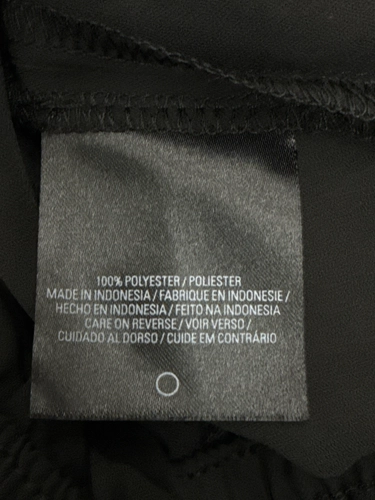 100% POLYESTER / POLIESTER
MADE IN INDONESIA / FABRIQUE EN INDONESIE /
HECHO EN INDONESIA / FEITO NA INDONESIA
CARE ON REVERSE / VOIR VERSO /
CUIDADO AL DORSO / CUIDE EM CONTRÁRIO